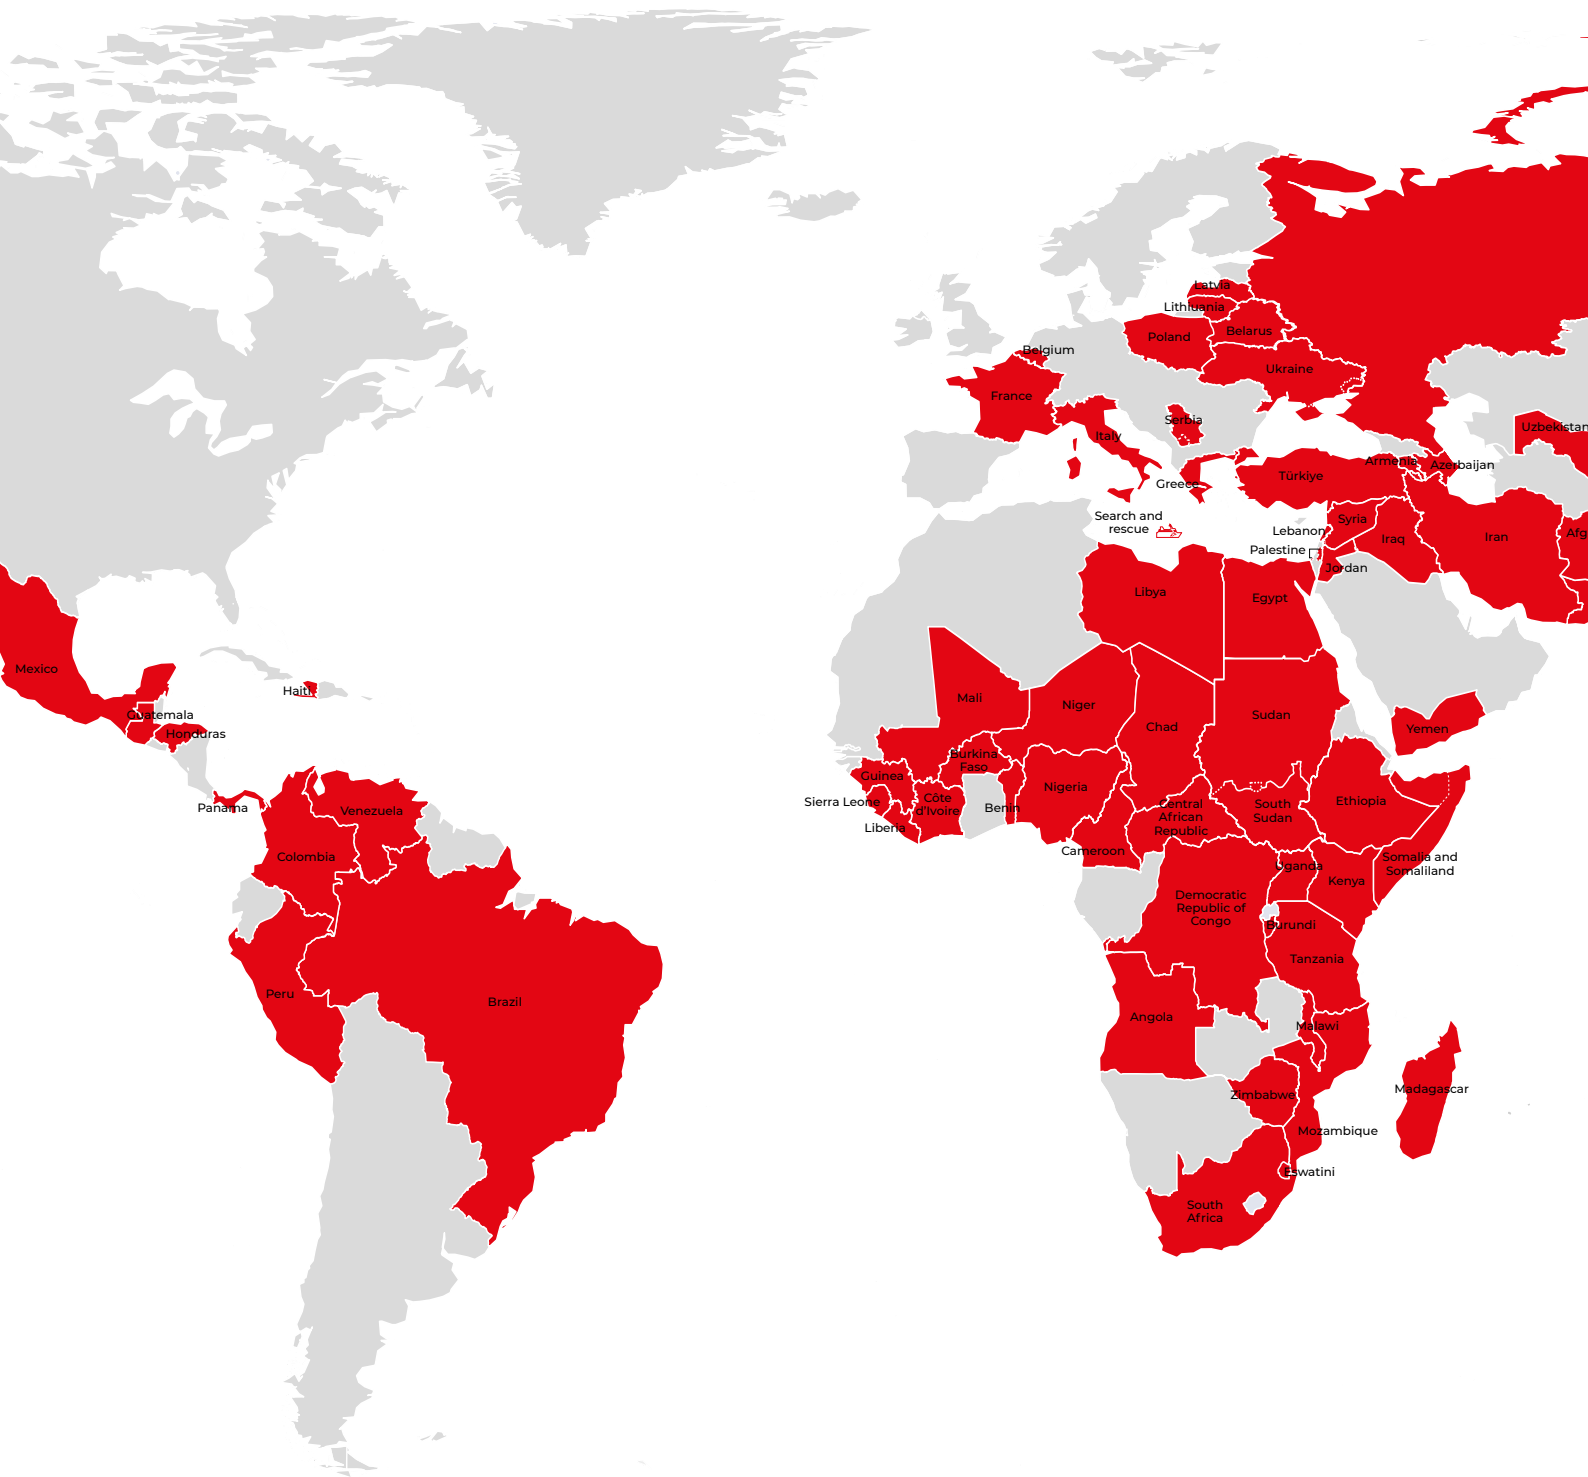 Latvia
Lithuania
Belarus
Poland
Belgium
Ukraine
France
Serbia
Uzbekistan
Italy
Armenia
Azerbaijan
Türkiye
Greece
Search and
rescue
Syria
Lebanon
Iraq
Iran
Afg
Palestine
Jordan
Libya
Egypt
Mexico
Haiti
Mali
Niger
Guatemala
Sudan
Chad
Yemen
Honduras
Burkina
Faso
Guinea
Nigeria
Sierra Leone
Côte
d'Ivoire
Benin
Central
African
Republic
South
Sudan
Ethiopia
Panama
Venezuela
Liberia
Cameroon
Colombia
Somalia and
Somaliland
Uganda
Kenya
Democratic
Republic of
Congo
Burundi
Tanzania
Peru
Brazil
Angola
Malawi
Madagascar
Zimbabwe
Mozambique
Eswatini
South
Africa